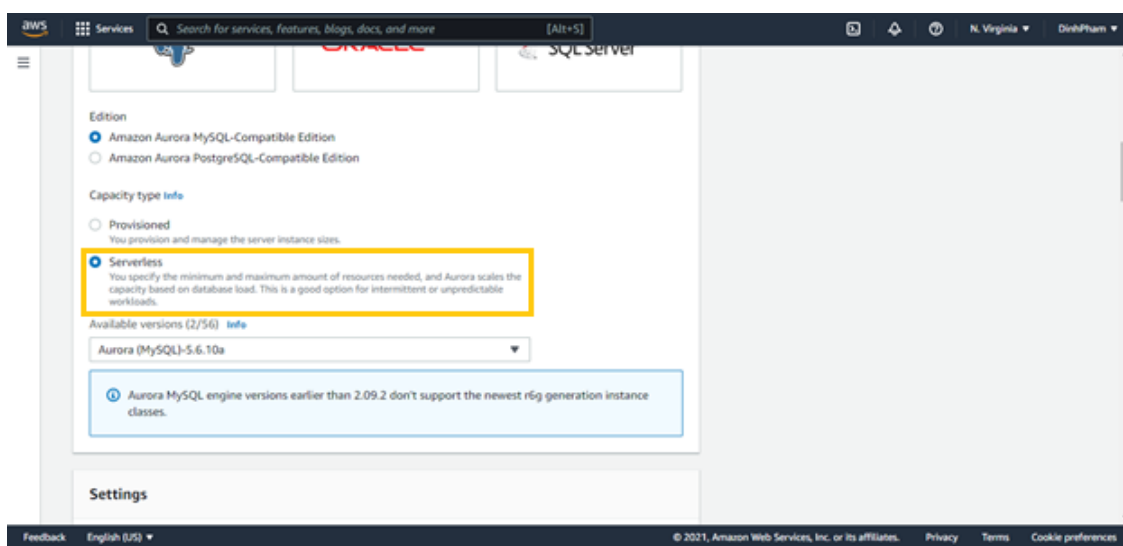 aws Services Search for services, features, blogs, docs, and more [Alt+S] N. Virginia ▼ DinhPham ▼
ORACLE SQL Server
Edition
Amazon Aurora MySQL-Compatible Edition
Amazon Aurora PostgreSQL-Compatible Edition
Capacity type Info
Provisioned
You provision and manage the server instance sizes.
Serverless
You specify the minimum and maximum amount of resources needed, and Aurora scales the
capacity based on database load. This is a good option for intermittent or unpredictable
workloads.
Available versions (2/56) Info
Aurora (MySQL)-5.6.10a
Aurora MySQL engine versions earlier than 2.09.2 don't support the newest r6g generation instance
classes.
Settings
Feedback English (US) ▼ © 2021, Amazon Web Services, Inc. or its affiliates. Privacy Terms Cookie preferences